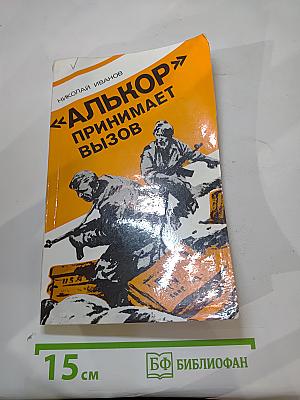 НИКОЛАЙ ИВАНОВ
«АЛЬКОР»
ПРИНИМАЕТ
ВЫЗОВ
U.S.A
15 см
БФ БИБЛИОФАН